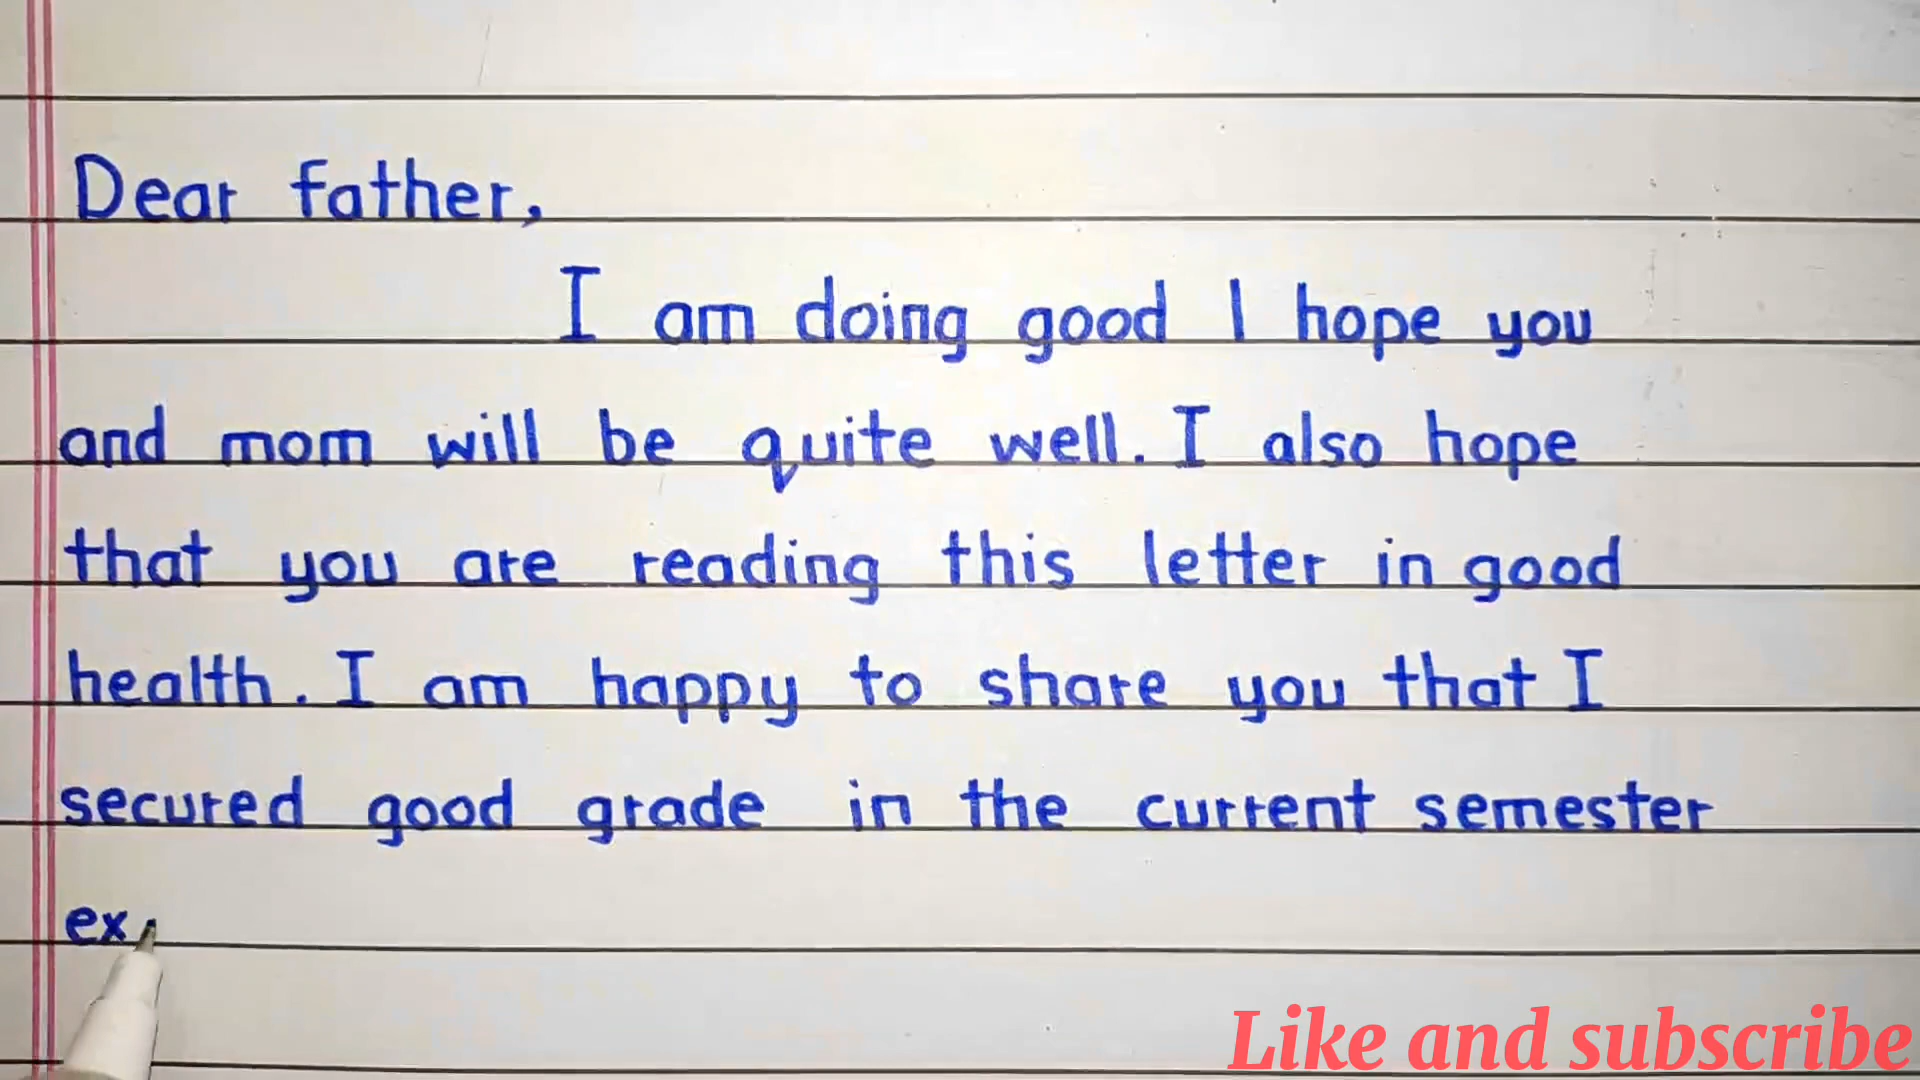 Dear father,
I am doing good I hope you
and mom will be quite well. I also hope
that you are reading this letter in good
health. I am happy to share you that I
secured good grade in the current semester
ex
Like and subscribe